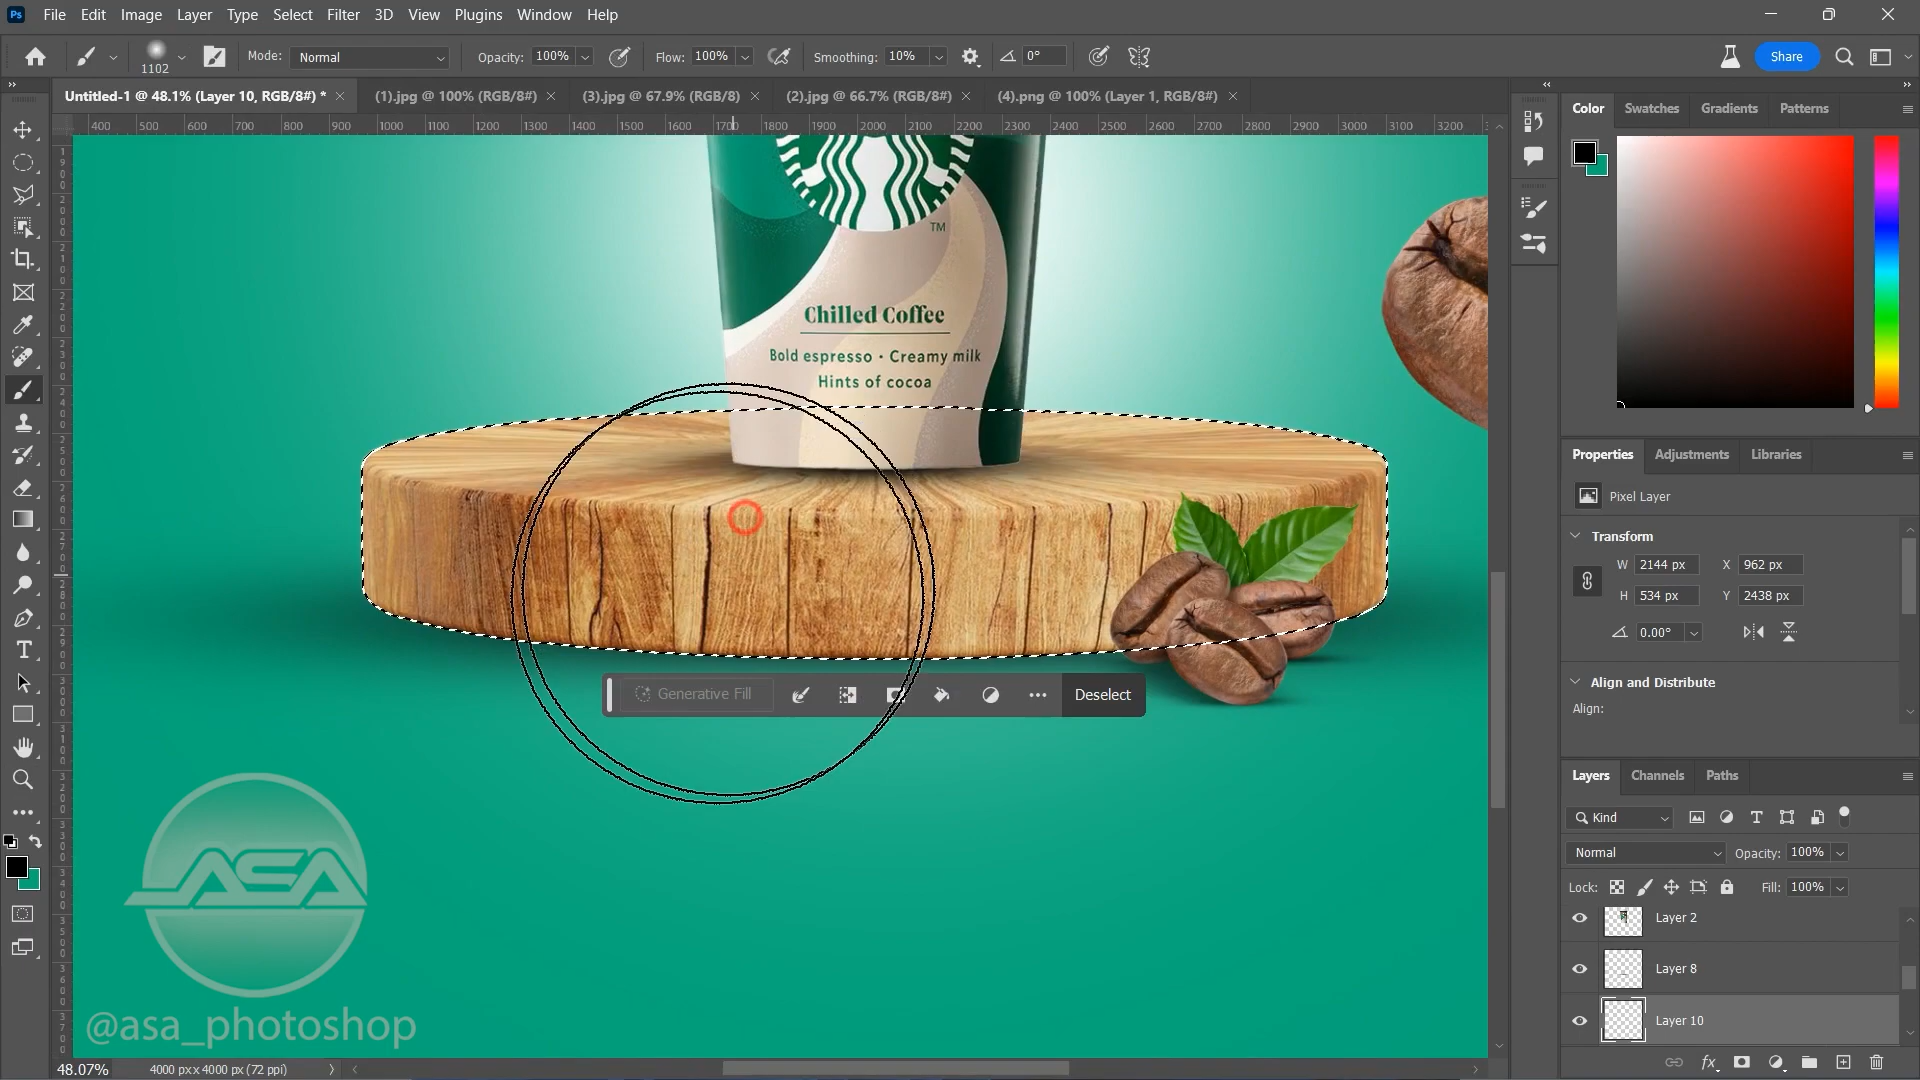 Ps File Edit Image Layer Type Select Filter 3D View Plugins Window Help
1102 Mode: Normal Opacity: 100% Flow: 100% Smoothing: 10% 0° Share
Untitled-1 @ 48.1% (Layer 10, RGB/8#) * (1).jpg @ 100% (RGB/8#) (3).jpg @ 67.9% (RGB/8) (2).jpg @ 66.7% (RGB/8#) (4).png @ 100% (Layer 1, RGB/8#)
400 500 600 700 800 900 1000 1100 1200 1300 1400 1500 1600 1700 1800 1900 2000 2100 2200 2300 2400 2500 2600 2700 2800 2900 3000 3100 3200
TM
Chilled Coffee
Bold espresso · Creamy milk
Hints of cocoa
Generative Fill Deselect
ASA
@asa_photoshop
48.07% 4000 px x 4000 px (72 ppi)
Color Swatches Gradients Patterns
Properties Adjustments Libraries
Pixel Layer
Transform
W 2144 px X 962 px
H 534 px Y 2438 px
0.00°
Align and Distribute
Align:
Layers Channels Paths
Kind
Normal Opacity: 100%
Lock: Fill: 100%
Layer 2
Layer 8
Layer 10
fx